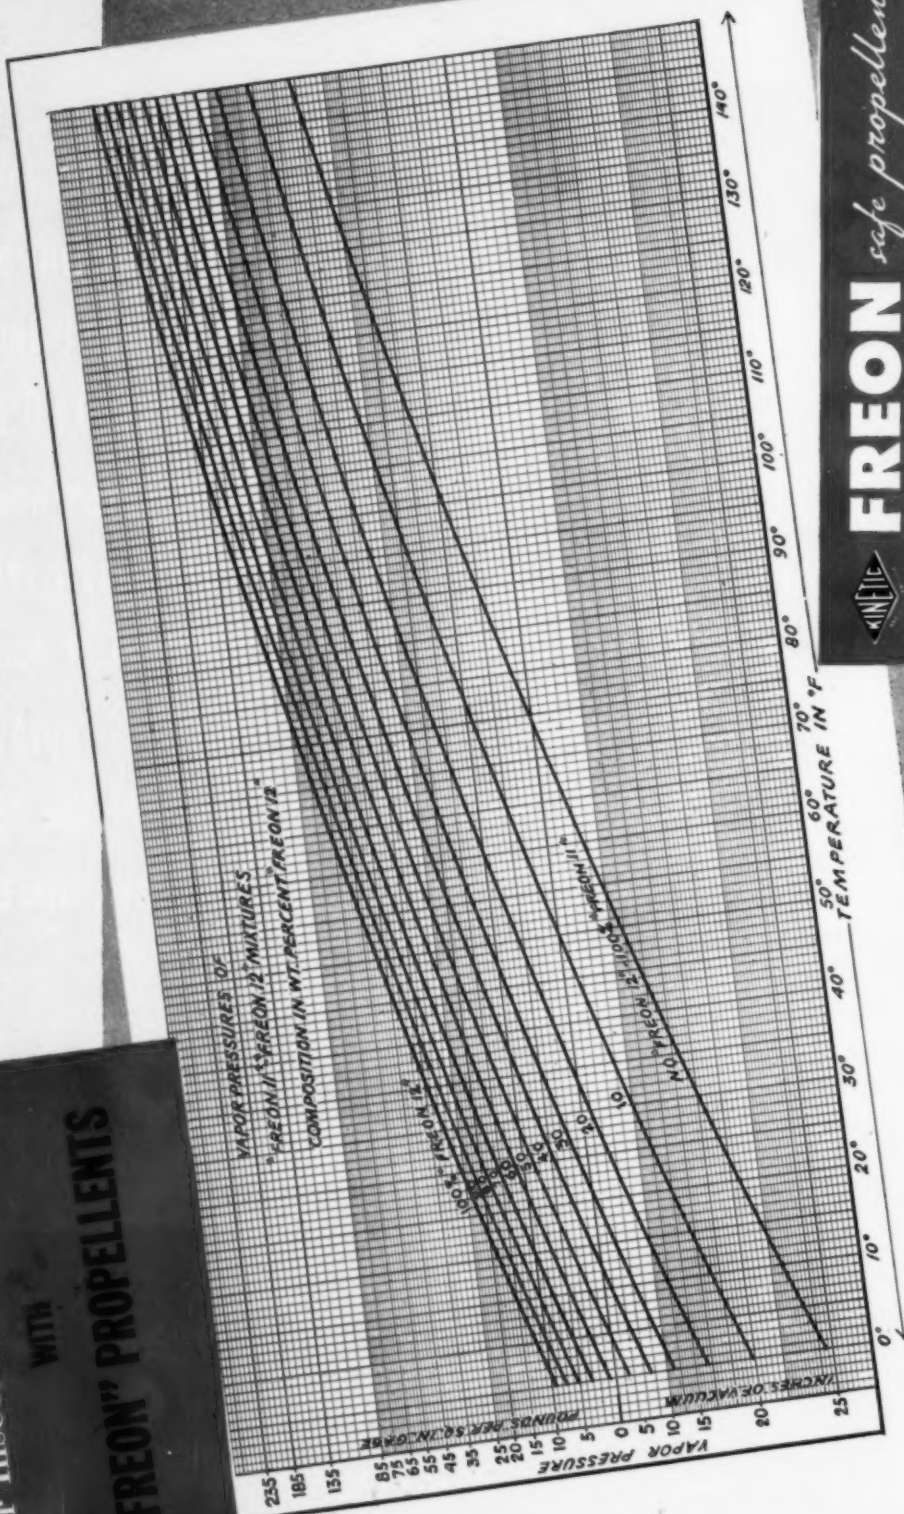 WITH
FREON" PROPELLENTS
VAPOR PRESSURES OF
"FREON 11" "FREON 12" MIXTURES
COMPOSITION IN WT. PERCENT "FREON 12"
100% "FREON 12"
100
70
60
50
40
30
20
10
NO "FREON 12" (100% "FREON 11")
235
185
135
85
75
65
55
45
35
25
20
15
10
5
0
5
10
15
20
25
POUNDS PER SQ. IN. GAGE
INCHES OF VACUUM
VAPOR PRESSURE
0° 10° 20° 30° 40° 50° 60° 70° 80° 90° 100° 110° 120° 130° 140°
TEMPERATURE IN °F
KINETIC
FREON safe propellen